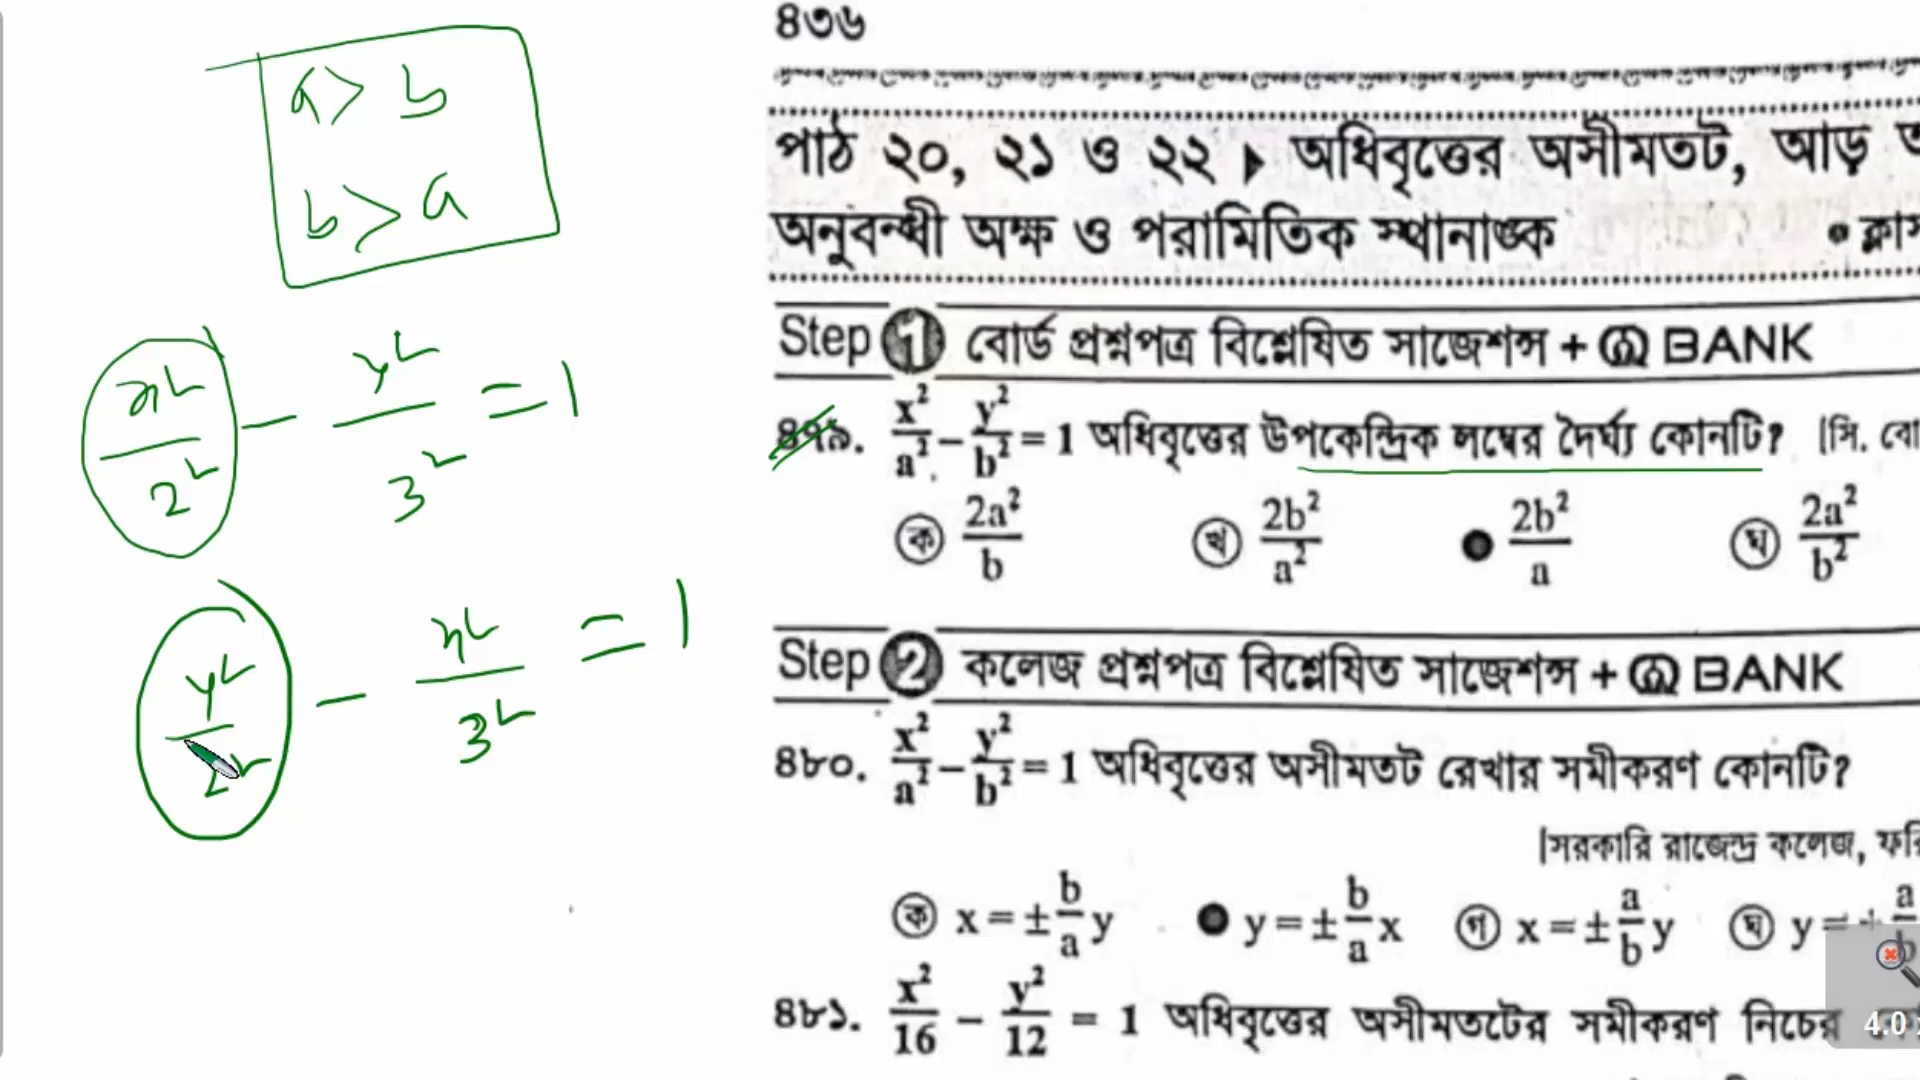 a > b
b > a
x²/2² - y²/3² = 1
y²/2² - x²/3² = 1
৪৩৬
পাঠ ২০, ২১ ও ২২ ▶ অধিবৃত্তের অসীমতট, আড়
অনুবন্ধী অক্ষ ও পরামিতিক স্থানাঙ্ক
Step 1 বোর্ড প্রশ্নপত্র বিশ্লেষিত সাজেশন্স + BANK
৪৭৯. x²/a² - y²/b² = 1 অধিবৃত্তের উপকেন্দ্রিক লম্বের দৈর্ঘ্য কোনটি? [সি. বো
ক 2a²/b খ 2b²/a² ● 2b²/a ঘ 2a²/b²
Step 2 কলেজ প্রশ্নপত্র বিশ্লেষিত সাজেশন্স + BANK
৪৮০. x²/a² - y²/b² = 1 অধিবৃত্তের অসীমতট রেখার সমীকরণ কোনটি?
[সরকারি রাজেন্দ্র কলেজ, ফরি
ক x = ± b/a y ● y = ± b/a x গ x = ± a/b y ঘ y = ± a/b
৪৮১. x²/16 - y²/12 = 1 অধিবৃত্তের অসীমতটের সমীকরণ নিচের
4.0